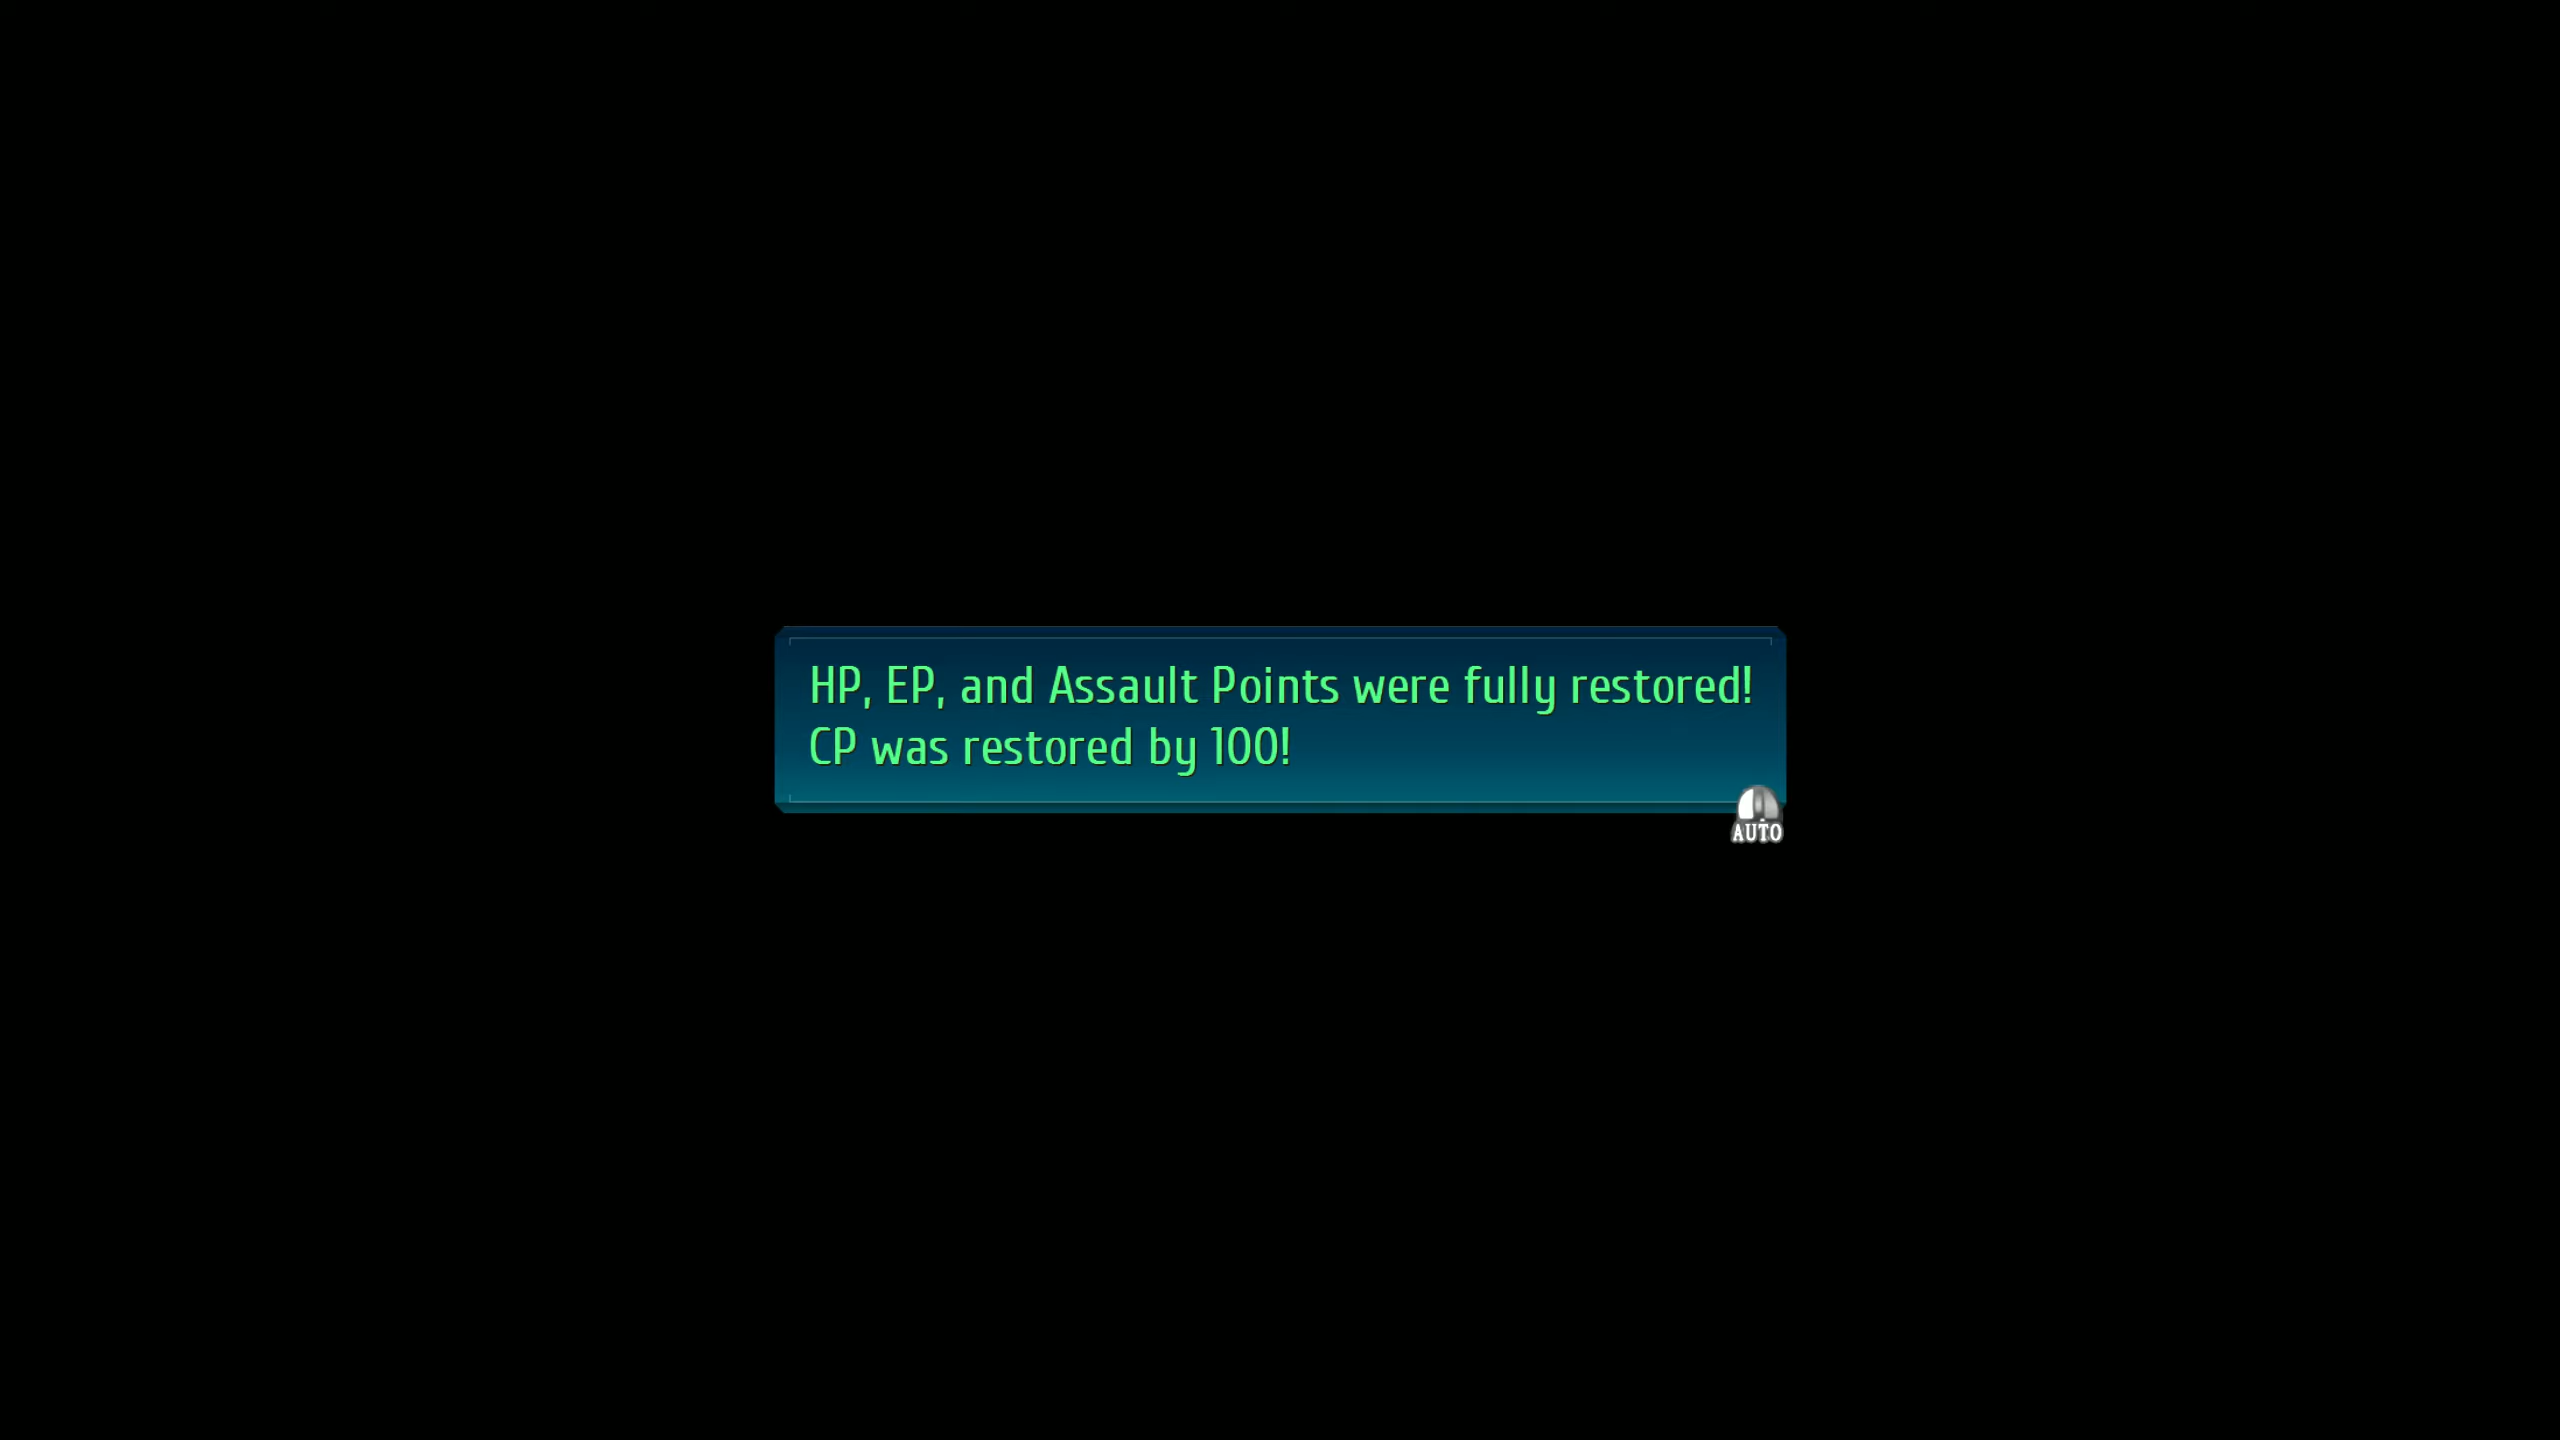 HP, EP, and Assault Points were fully restored!
CP was restored by 100!
AUTO